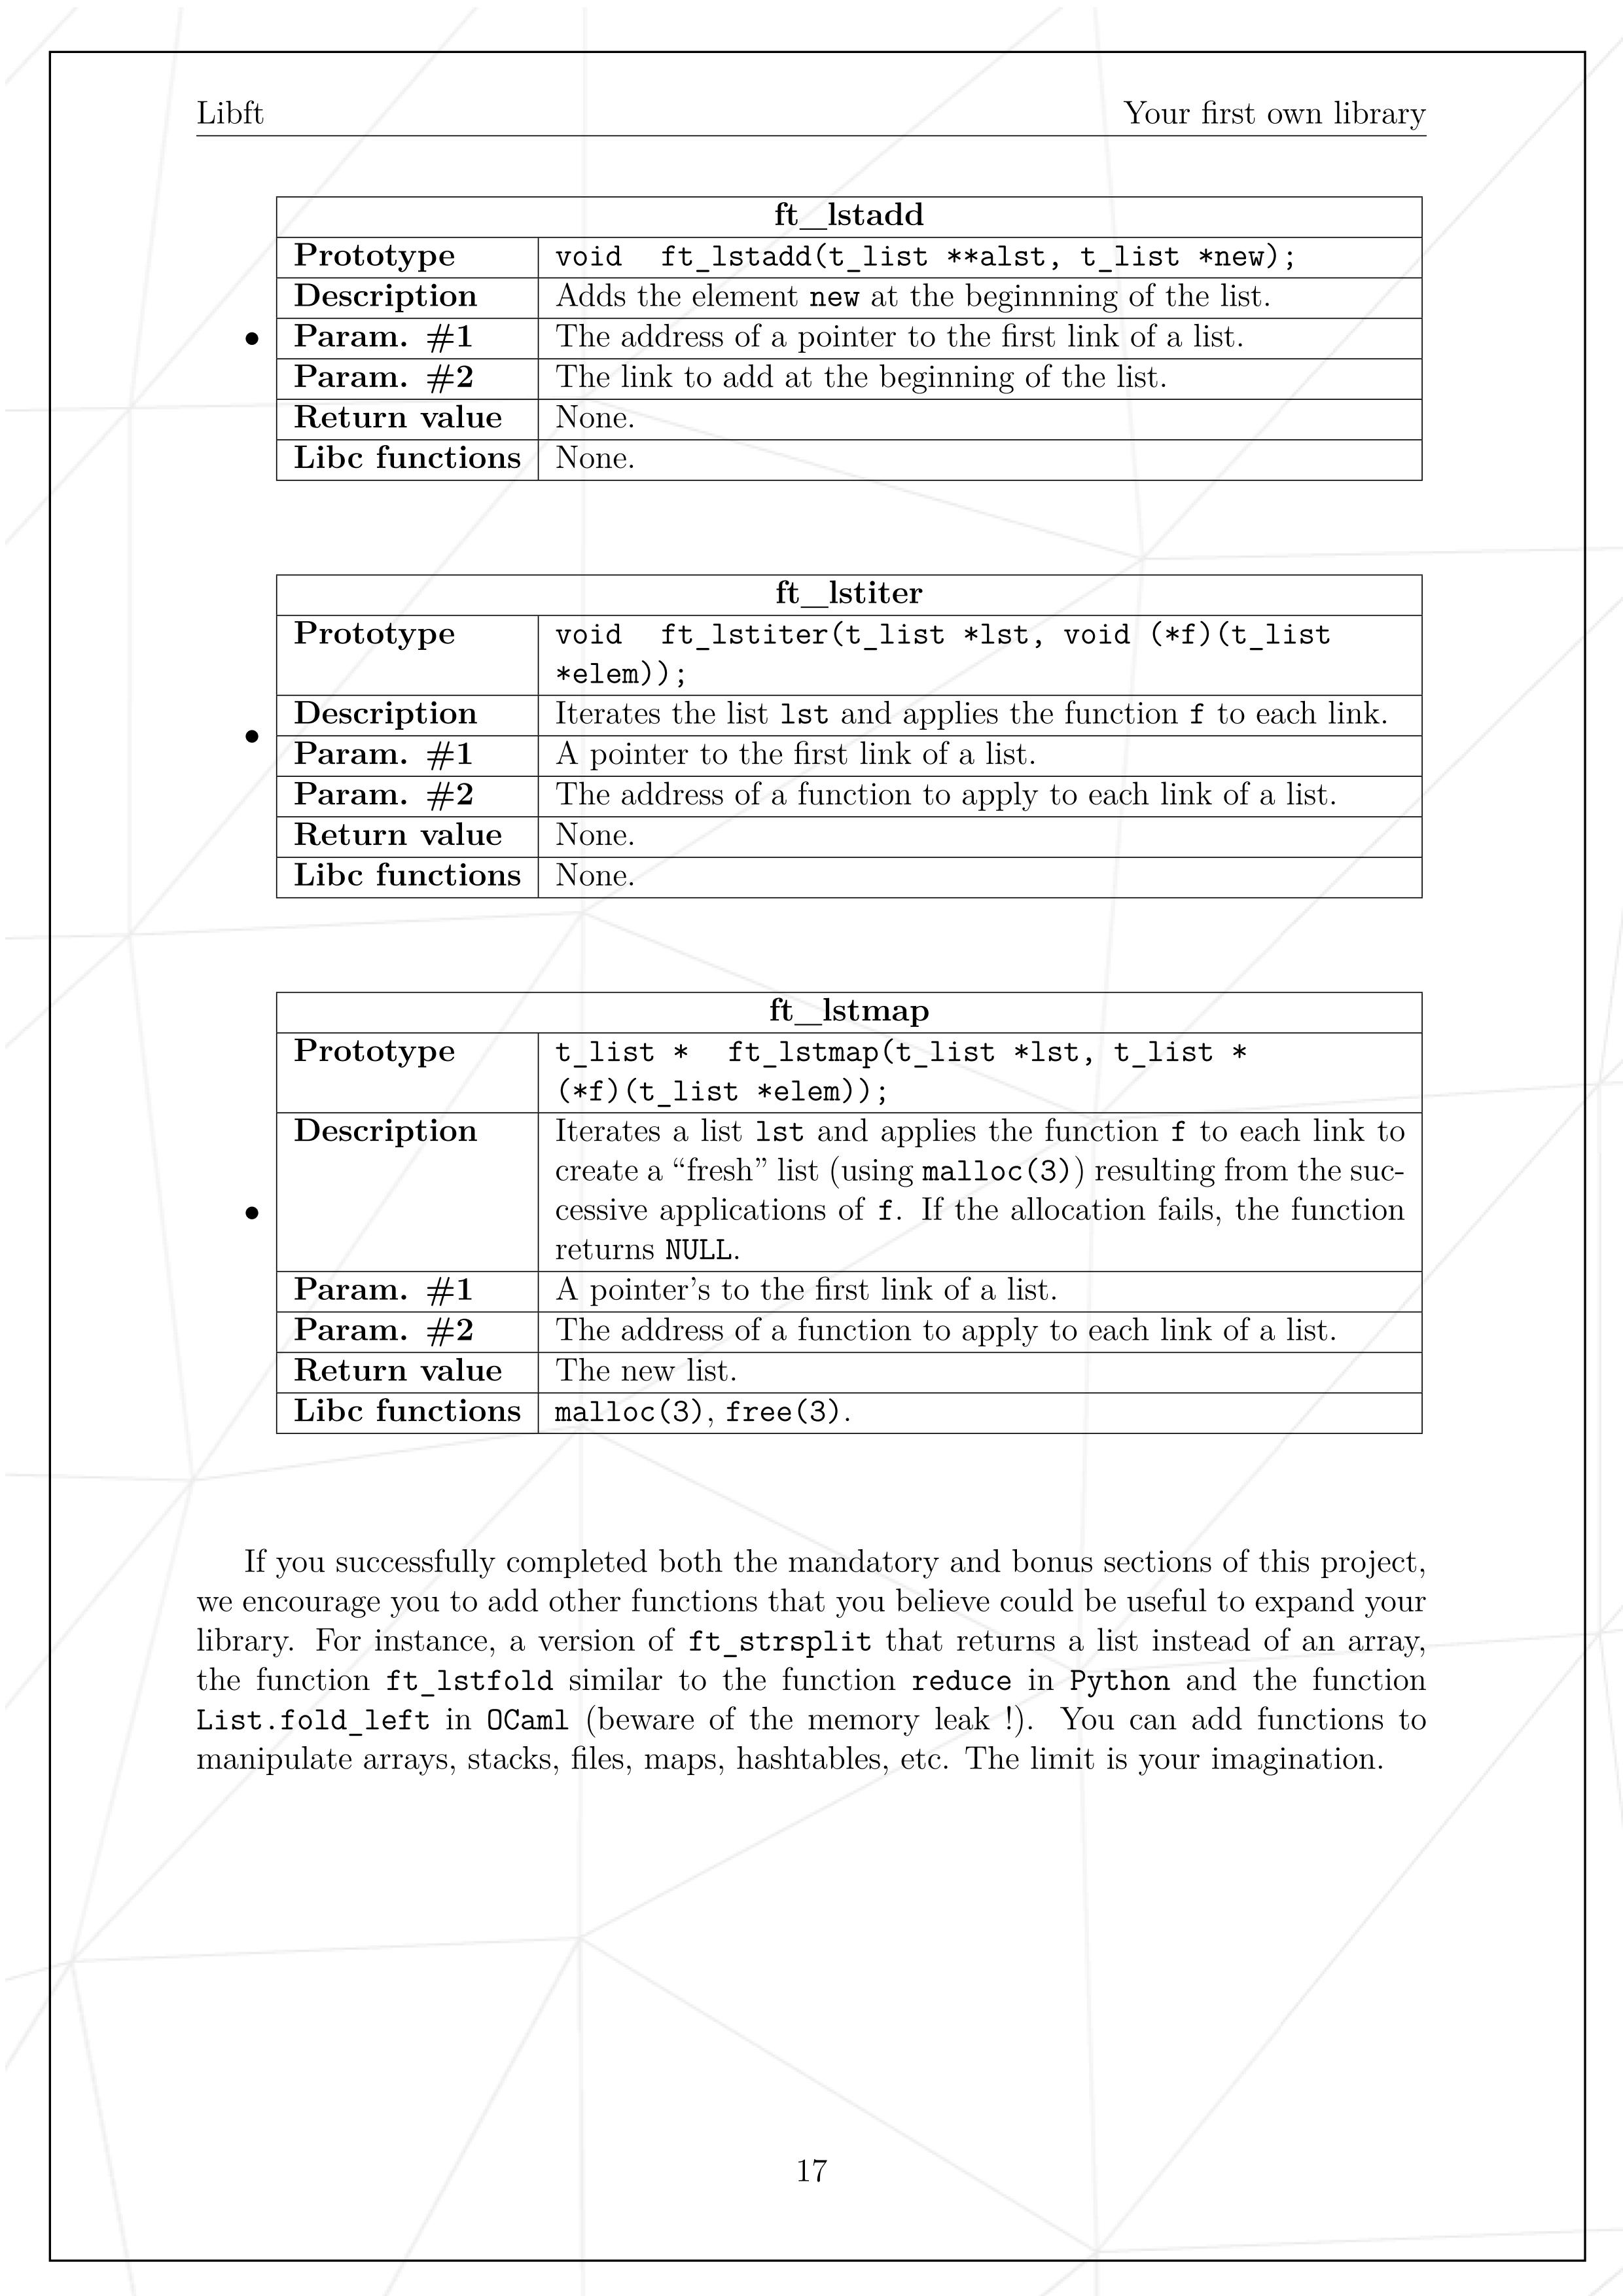 Libft Your first own library
ft_lstadd
Prototype void ft_lstadd(t_list **alst, t_list *new);
Description Adds the element new at the beginnning of the list.
• Param. #1 The address of a pointer to the first link of a list.
Param. #2 The link to add at the beginning of the list.
Return value None.
Libc functions None.
ft_lstiter
Prototype void ft_lstiter(t_list *lst, void (*f)(t_list
*elem));
Description Iterates the list lst and applies the function f to each link.
• Param. #1 A pointer to the first link of a list.
Param. #2 The address of a function to apply to each link of a list.
Return value None.
Libc functions None.
ft_lstmap
Prototype t_list * ft_lstmap(t_list *lst, t_list *
(*f)(t_list *elem));
Description Iterates a list lst and applies the function f to each link to
create a “fresh” list (using malloc(3)) resulting from the suc-
• cessive applications of f. If the allocation fails, the function
returns NULL.
Param. #1 A pointer's to the first link of a list.
Param. #2 The address of a function to apply to each link of a list.
Return value The new list.
Libc functions malloc(3), free(3).
If you successfully completed both the mandatory and bonus sections of this project,
we encourage you to add other functions that you believe could be useful to expand your
library. For instance, a version of ft_strsplit that returns a list instead of an array,
the function ft_lstfold similar to the function reduce in Python and the function
List.fold_left in OCaml (beware of the memory leak !). You can add functions to
manipulate arrays, stacks, files, maps, hashtables, etc. The limit is your imagination.
17